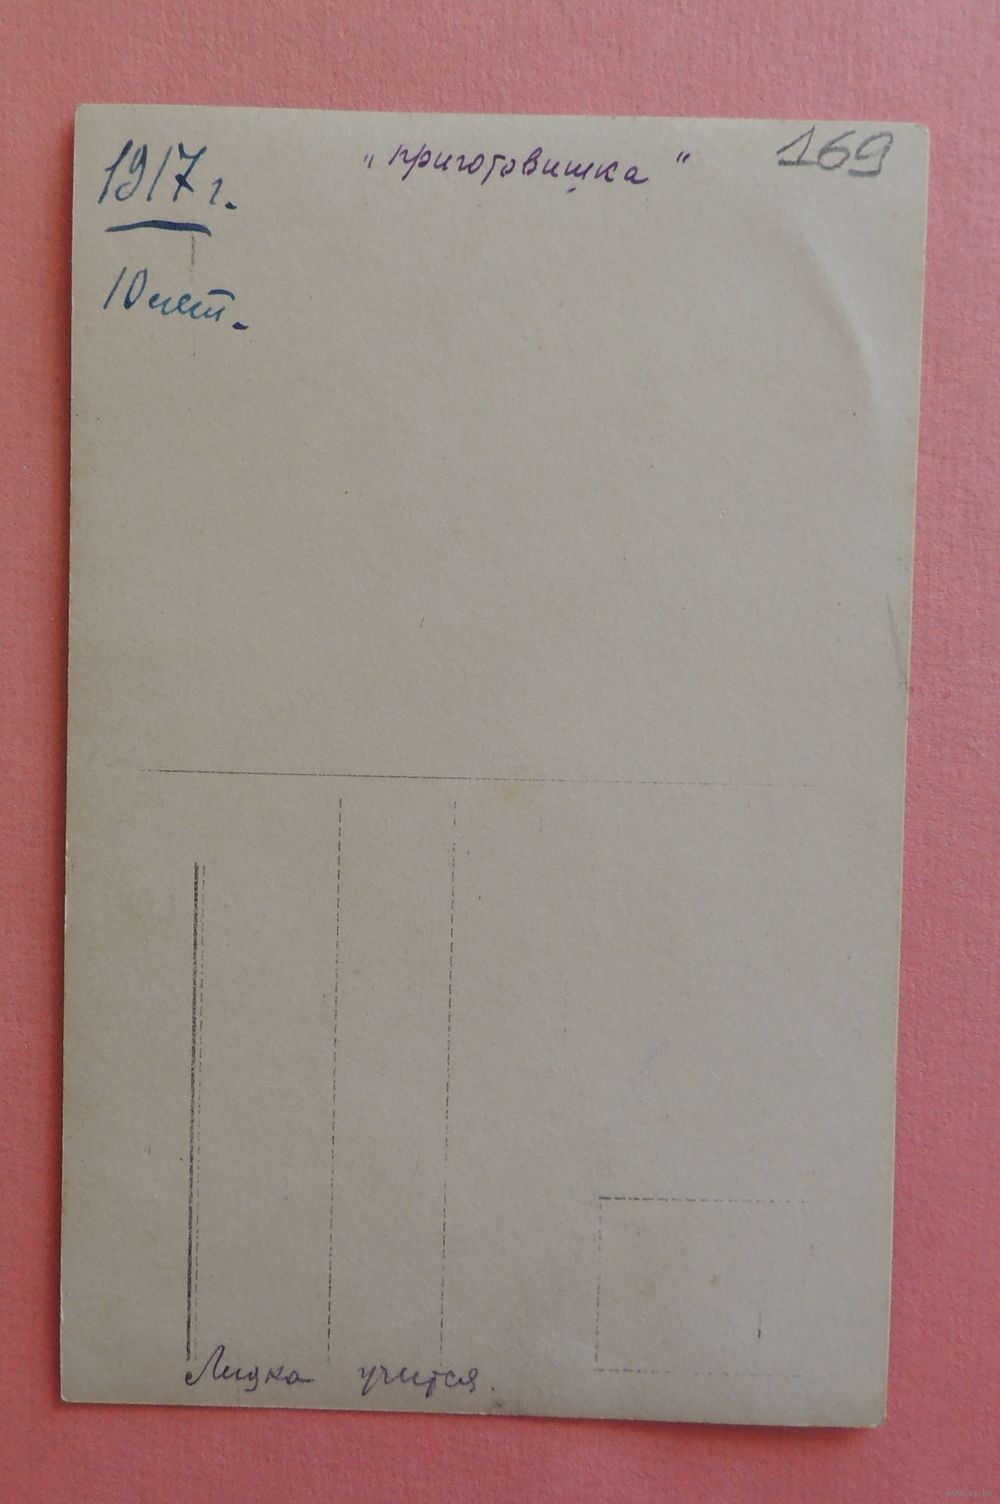 1917 г.
„приготовишка"
169
10 лет.
Лидка учится.